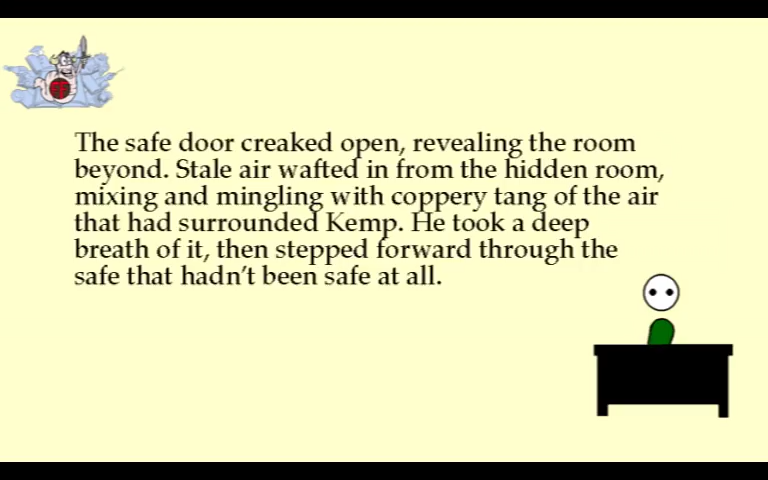 The safe door creaked open, revealing the room
beyond. Stale air wafted in from the hidden room,
mixing and mingling with coppery tang of the air
that had surrounded Kemp. He took a deep
breath of it, then stepped forward through the
safe that hadn't been safe at all.